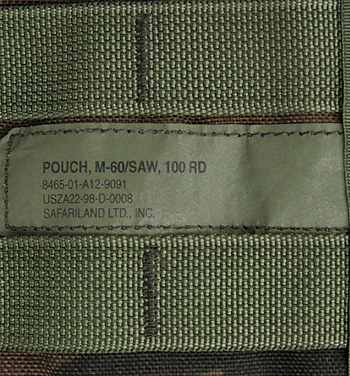 POUCH, M-60/SAW, 100 RD
8465-01-A12-9091
USZA22-98-D-0008
SAFARILAND LTD., INC.